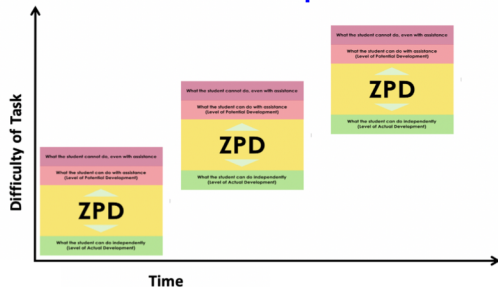 What the student cannot do, even with assistance
What the student can do with assistance
(Level of Potential Development)
ZPD
What the student can do independently
(Level of Actual Development)
What the student cannot do, even with assistance
What the student can do with assistance
(Level of Potential Development)
ZPD
What the student can do independently
(Level of Actual Development)
What the student cannot do, even with assistance
What the student can do with assistance
(Level of Potential Development)
ZPD
What the student can do independently
(Level of Actual Development)
Difficulty of Task
Time